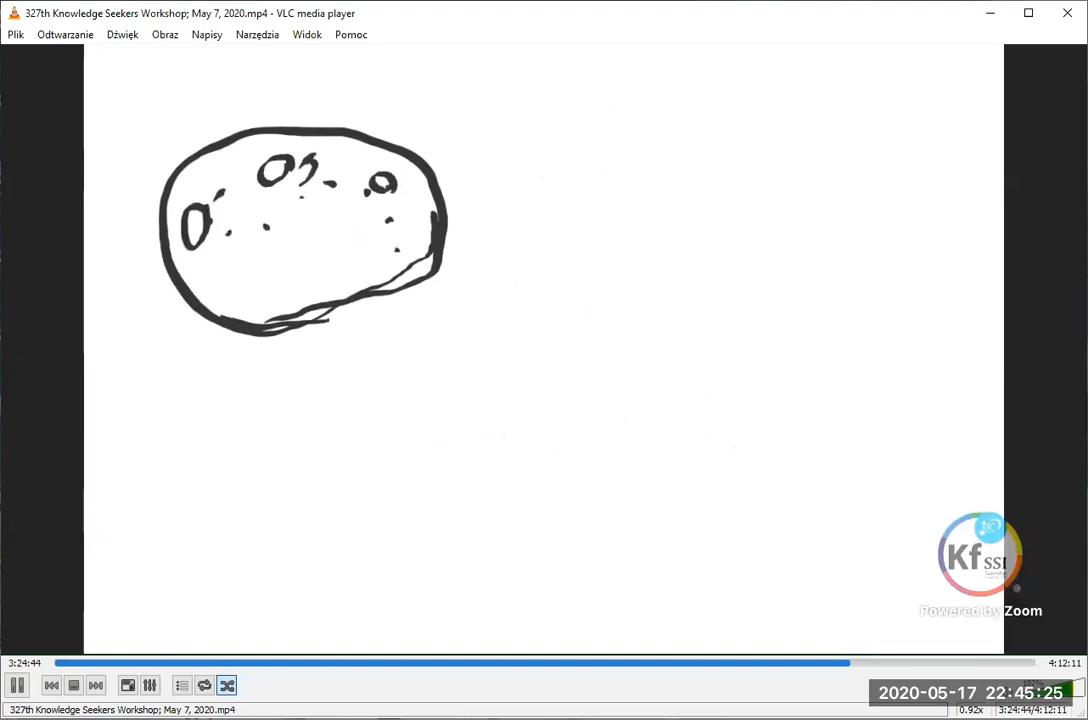 327th Knowledge Seekers Workshop; May 7, 2020.mp4 - VLC media player
Plik Odtwarzanie Dźwięk Obraz Napisy Narzędzia Widok Pomoc
Kf SSI
Powered by Zoom
3:24:44 4:12:11
102%
2020-05-17 22:45:25
327th Knowledge Seekers Workshop; May 7, 2020.mp4 0.92x 3:24:44/4:12:11